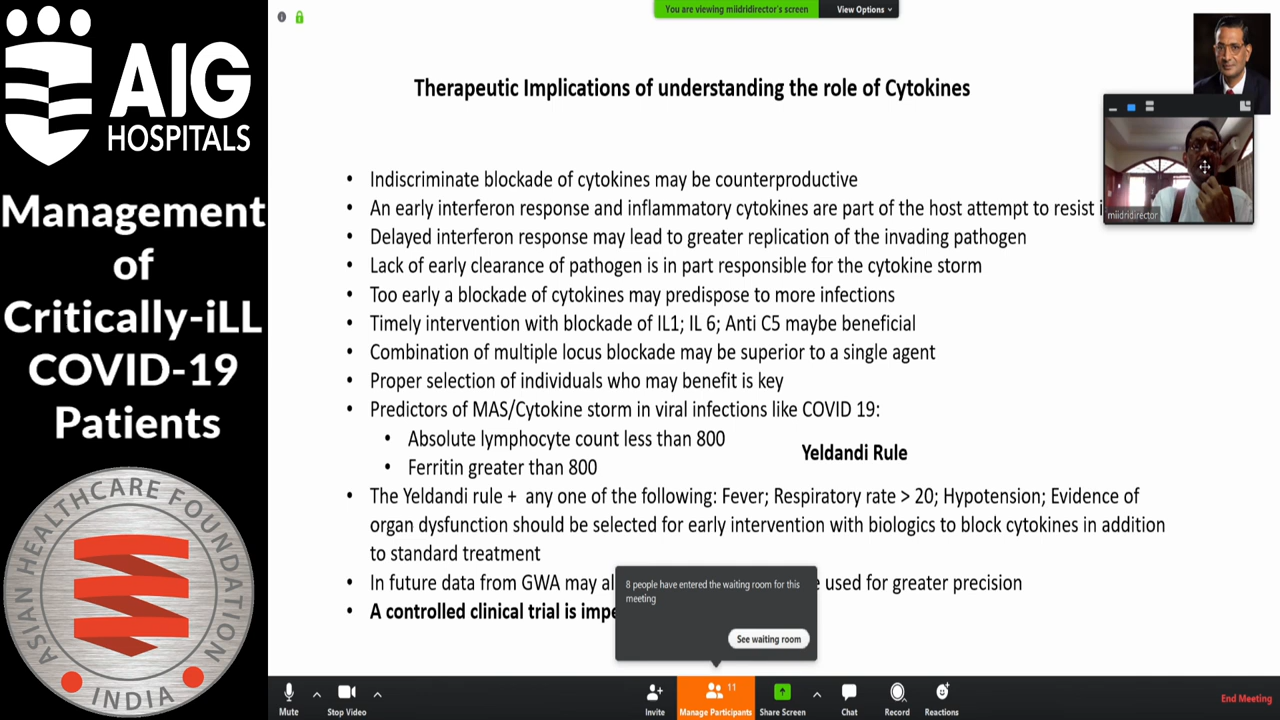 You are viewing miidridirector's screen
View Options
AIG
HOSPITALS
Management
of
Critically-iLL
COVID-19
Patients
ASIAN HEALTHCARE FOUNDATION
INDIA
Therapeutic Implications of understanding the role of Cytokines
miidridirector
• Indiscriminate blockade of cytokines may be counterproductive
• An early interferon response and inflammatory cytokines are part of the host attempt to resist
• Delayed interferon response may lead to greater replication of the invading pathogen
• Lack of early clearance of pathogen is in part responsible for the cytokine storm
• Too early a blockade of cytokines may predispose to more infections
• Timely intervention with blockade of IL1; IL 6; Anti C5 maybe beneficial
• Combination of multiple locus blockade may be superior to a single agent
• Proper selection of individuals who may benefit is key
• Predictors of MAS/Cytokine storm in viral infections like COVID 19:
• Absolute lymphocyte count less than 800
• Ferritin greater than 800
Yeldandi Rule
• The Yeldandi rule + any one of the following: Fever; Respiratory rate > 20; Hypotension; Evidence of
organ dysfunction should be selected for early intervention with biologics to block cytokines in addition
to standard treatment
• In future data from GWA may al
used for greater precision
• A controlled clinical trial is impe
8 people have entered the waiting room for this
meeting
See waiting room
Mute
Stop Video
Invite
Manage Participants
11
Share Screen
Chat
Record
Reactions
End Meeting